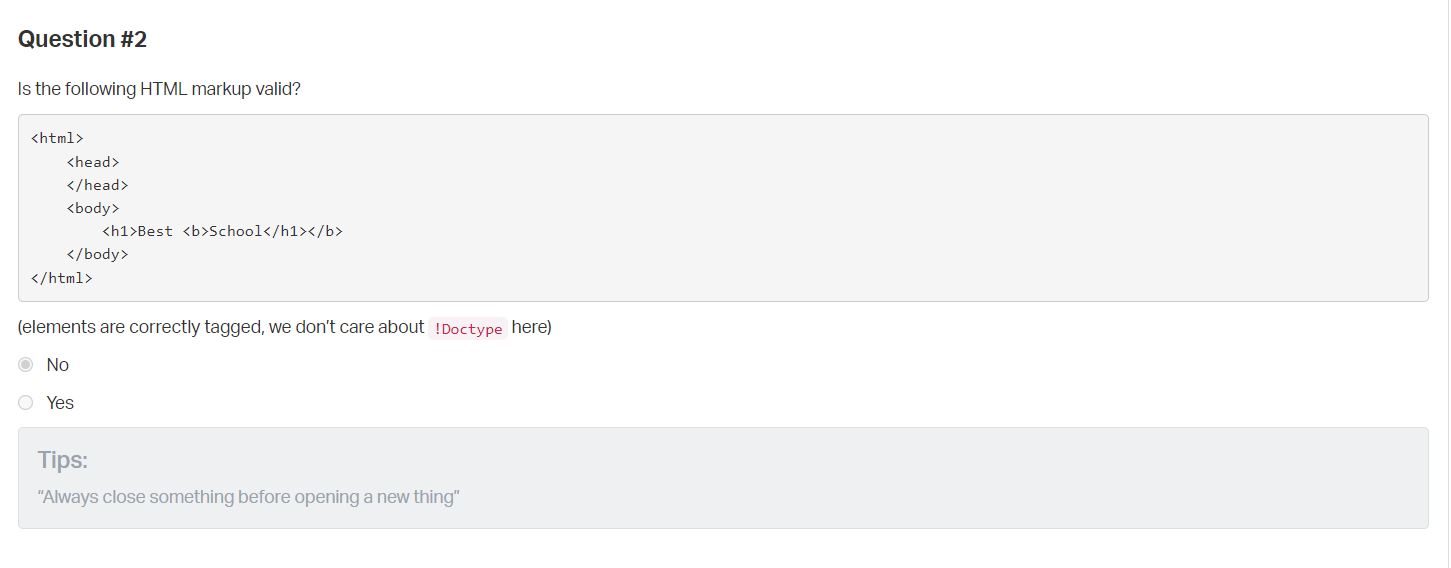 Question #2
Is the following HTML markup valid?
<html>
    <head>
    </head>
    <body>
        <h1>Best <b>School</h1></b>
    </body>
</html>
(elements are correctly tagged, we don’t care about !Doctype here)
No
Yes
Tips:
“Always close something before opening a new thing”